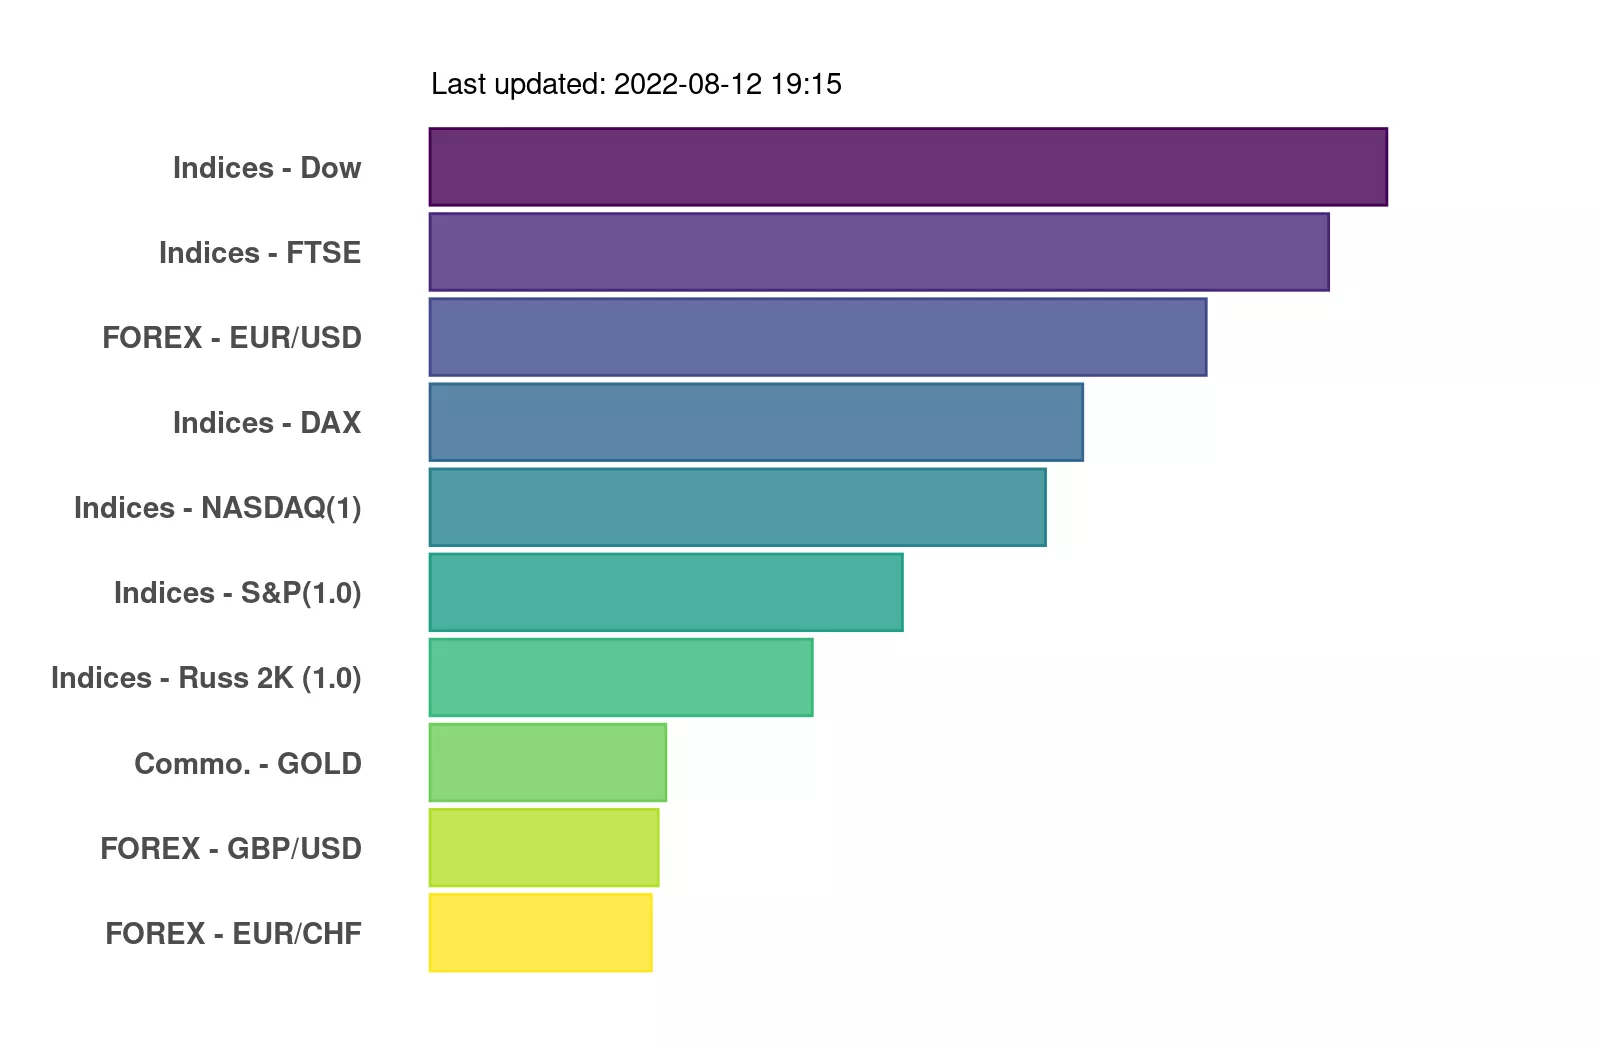 Last updated: 2022-08-12 19:15
Indices - Dow
Indices - FTSE
FOREX - EUR/USD
Indices - DAX
Indices - NASDAQ(1)
Indices - S&P(1.0)
Indices - Russ 2K (1.0)
Commo. - GOLD
FOREX - GBP/USD
FOREX - EUR/CHF